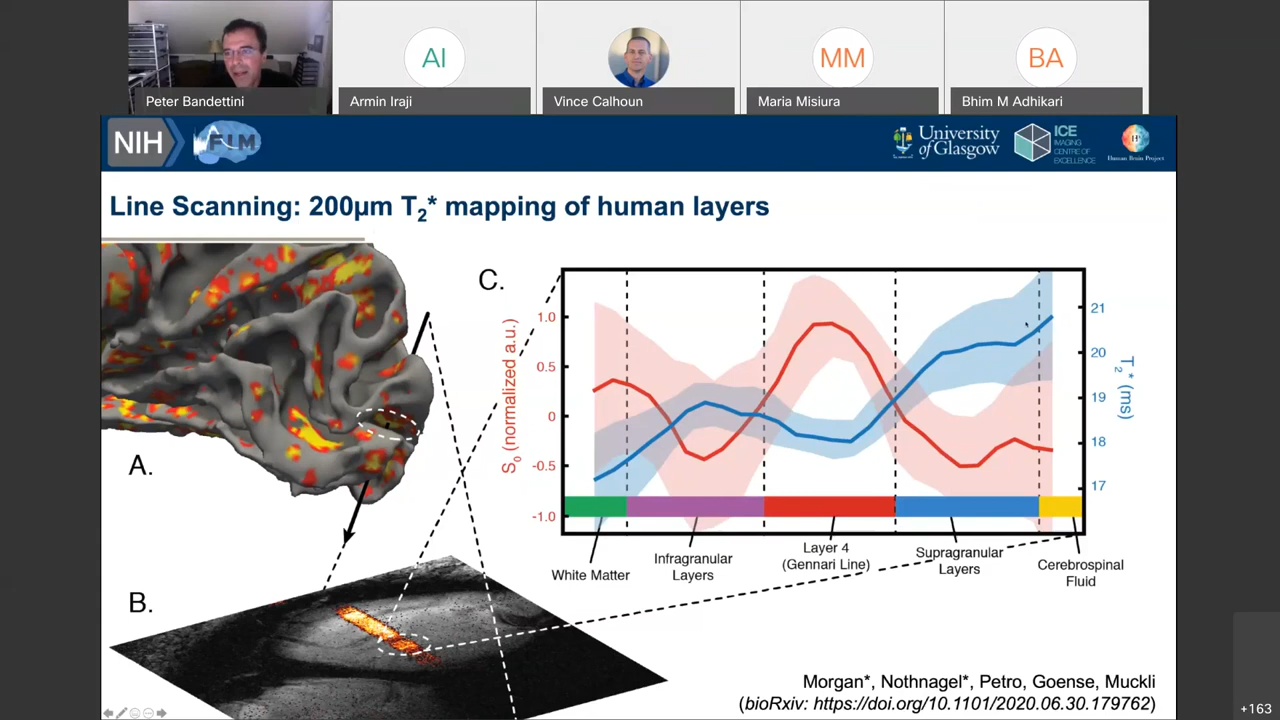 AI
MM
BA
Peter Bandettini
Armin Iraji
Vince Calhoun
Maria Misiura
Bhim M Adhikari
NIH
FIM
University
of Glasgow
ICE
IMAGING
CENTRE OF
EXCELLENCE
Human Brain Project
Line Scanning: 200µm T2* mapping of human layers
A.
B.
C.
S0 (normalized a.u.)
1.0
0.5
0
-0.5
-1.0
21
20
19
18
17
T2* (ms)
White Matter
Infragranular
Layers
Layer 4
(Gennari Line)
Supragranular
Layers
Cerebrospinal
Fluid
Morgan*, Nothnagel*, Petro, Goense, Muckli
(bioRxiv: https://doi.org/10.1101/2020.06.30.179762)
+163